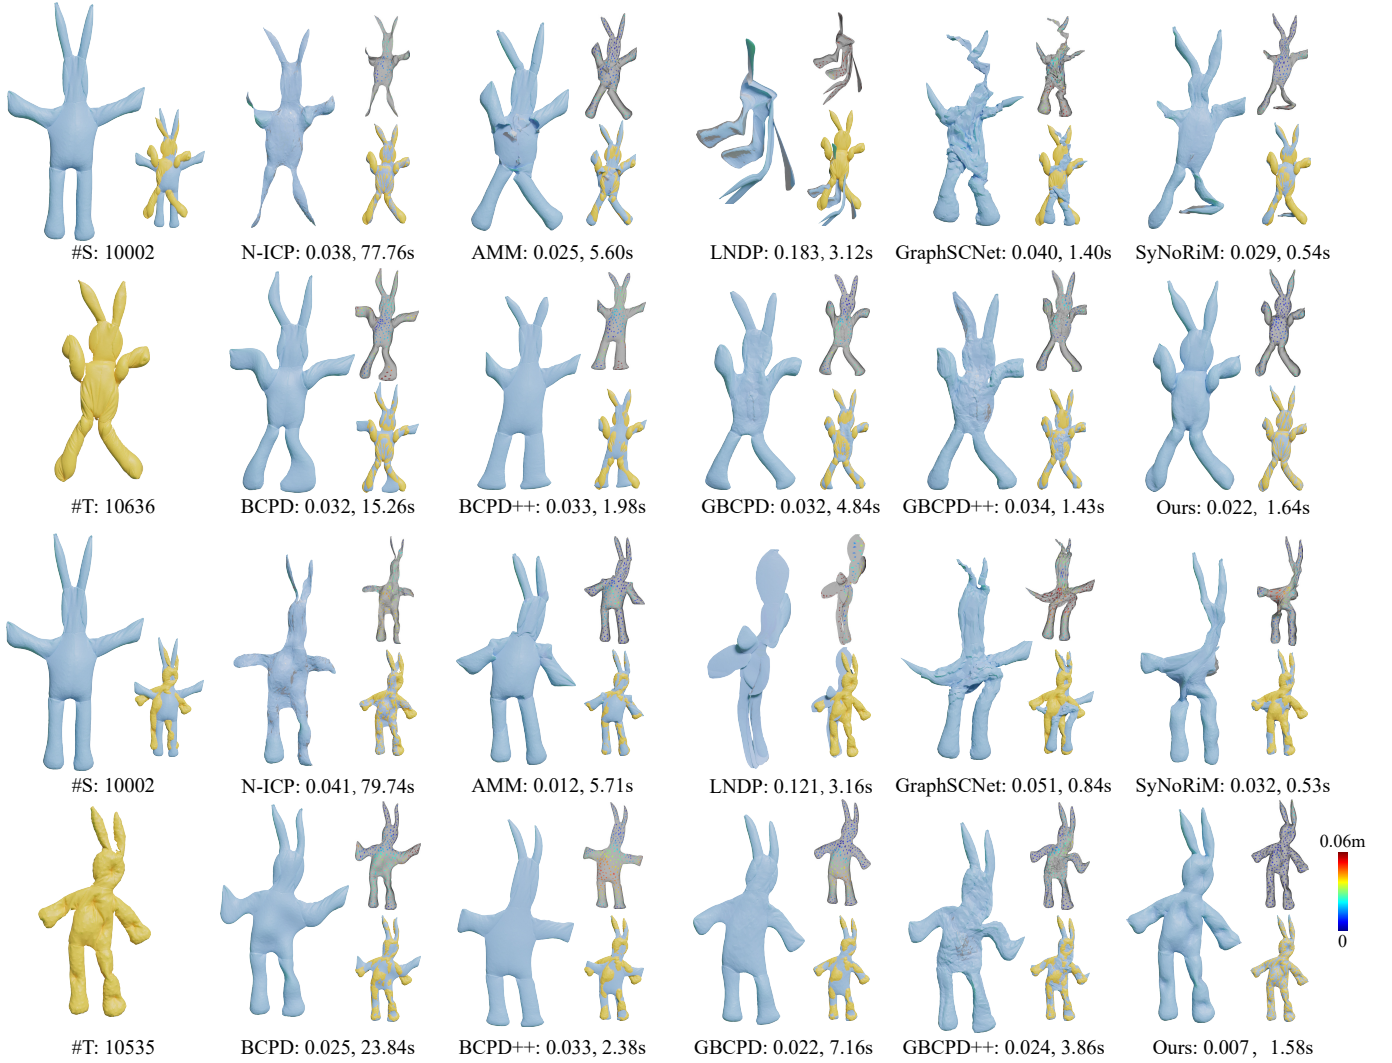 #S: 10002
N-ICP: 0.038, 77.76s
AMM: 0.025, 5.60s
LNDP: 0.183, 3.12s
GraphSCNet: 0.040, 1.40s
SyNoRiM: 0.029, 0.54s
#T: 10636
BCPD: 0.032, 15.26s
BCPD++: 0.033, 1.98s
GBCPD: 0.032, 4.84s
GBCPD++: 0.034, 1.43s
Ours: 0.022, 1.64s
#S: 10002
N-ICP: 0.041, 79.74s
AMM: 0.012, 5.71s
LNDP: 0.121, 3.16s
GraphSCNet: 0.051, 0.84s
SyNoRiM: 0.032, 0.53s
0.06m
0
#T: 10535
BCPD: 0.025, 23.84s
BCPD++: 0.033, 2.38s
GBCPD: 0.022, 7.16s
GBCPD++: 0.024, 3.86s
Ours: 0.007, 1.58s